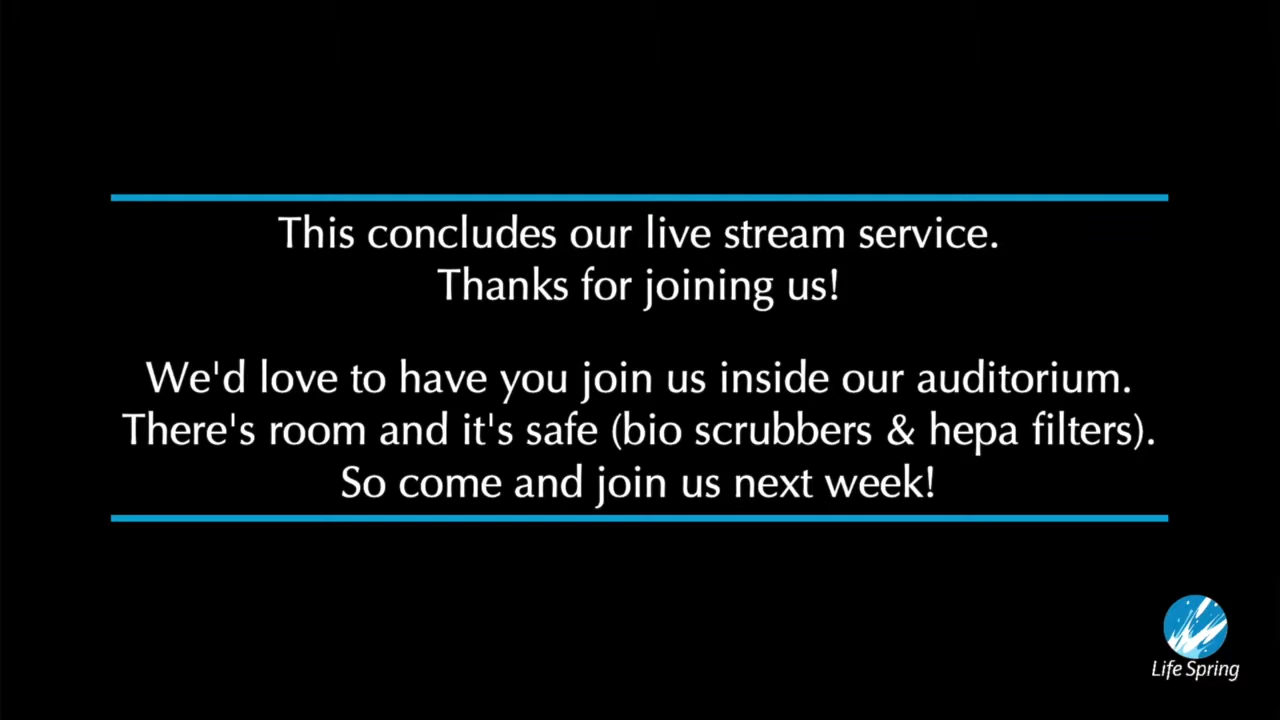 This concludes our live stream service.
Thanks for joining us!
We'd love to have you join us inside our auditorium.
There's room and it's safe (bio scrubbers & hepa filters).
So come and join us next week!
Life Spring